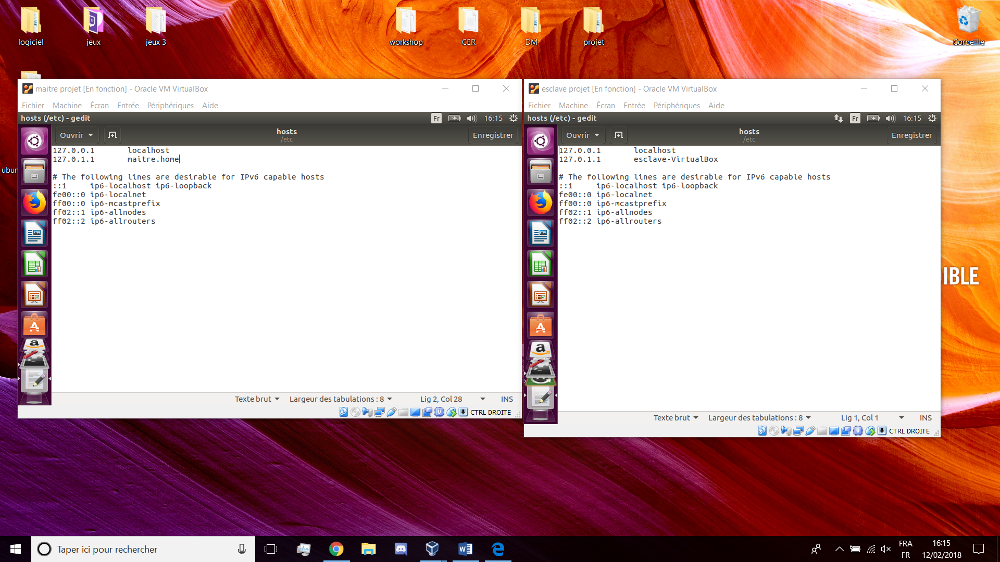 logiciel
jeux
jeux 3
workshop
CER
DM
projet
Corbeille
maitre projet [En fonction] - Oracle VM VirtualBox
Fichier Machine Écran Entrée Périphériques Aide
hosts (/etc) - gedit
Fr
16:15
Ouvrir
hosts
/etc
Enregistrer
127.0.0.1 localhost
127.0.1.1 maitre.home
# The following lines are desirable for IPv6 capable hosts
::1 ip6-localhost ip6-loopback
fe00::0 ip6-localnet
ff00::0 ip6-mcastprefix
ff02::1 ip6-allnodes
ff02::2 ip6-allrouters
Texte brut
Largeur des tabulations : 8
Lig 2, Col 28
INS
CTRL DROITE
esclave projet [En fonction] - Oracle VM VirtualBox
Fichier Machine Écran Entrée Périphériques Aide
hosts (/etc) - gedit
Fr
16:15
Ouvrir
hosts
/etc
Enregistrer
127.0.0.1 localhost
127.0.1.1 esclave-VirtualBox
# The following lines are desirable for IPv6 capable hosts
::1 ip6-localhost ip6-loopback
fe00::0 ip6-localnet
ff00::0 ip6-mcastprefix
ff02::1 ip6-allnodes
ff02::2 ip6-allrouters
Texte brut
Largeur des tabulations : 8
Lig 1, Col 1
INS
CTRL DROITE
ubur
IBLE
Taper ici pour rechercher
FRA
FR
16:15
12/02/2018